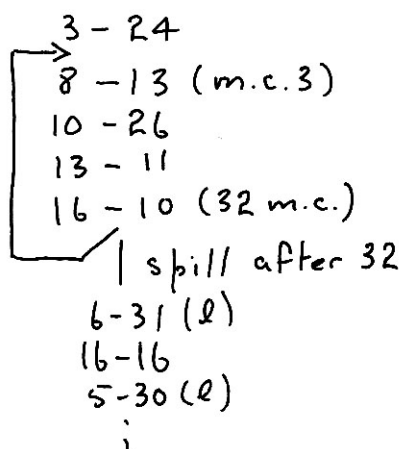 3 - 24
8 - 13 (m.c. 3)
10 - 26
13 - 11
16 - 10 (32 m.c.)
spill after 32
6 - 31 (l)
16 - 16
5 - 30 (l)